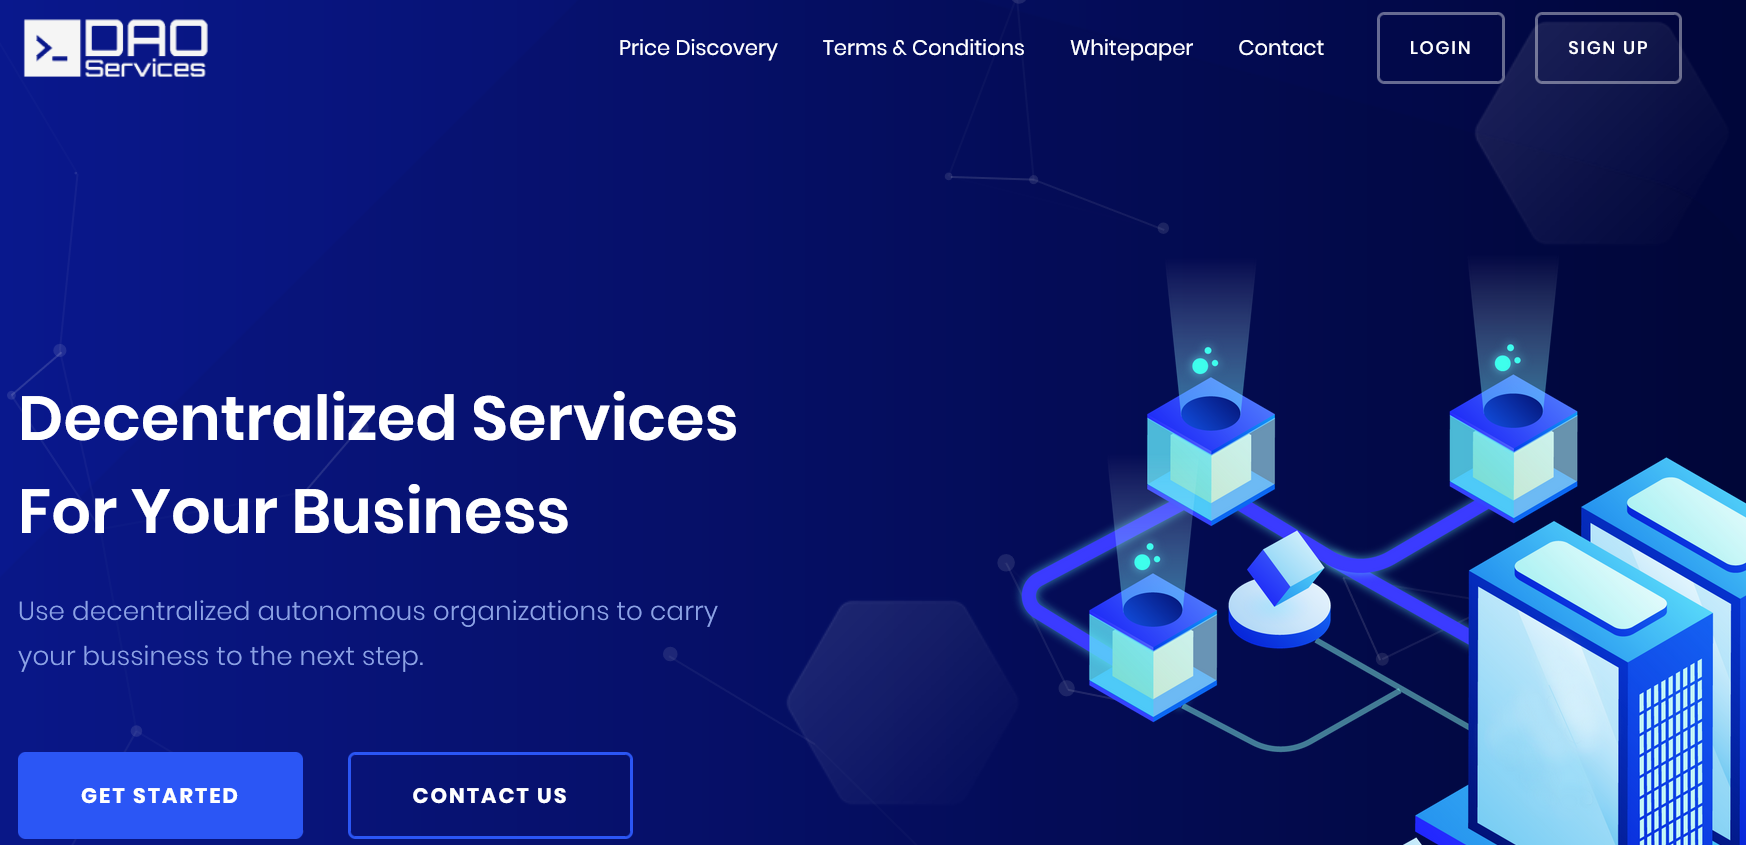 DAO
Services
Price Discovery Terms & Conditions Whitepaper Contact LOGIN SIGN UP
Decentralized Services
For Your Business
Use decentralized autonomous organizations to carry
your bussiness to the next step.
GET STARTED CONTACT US